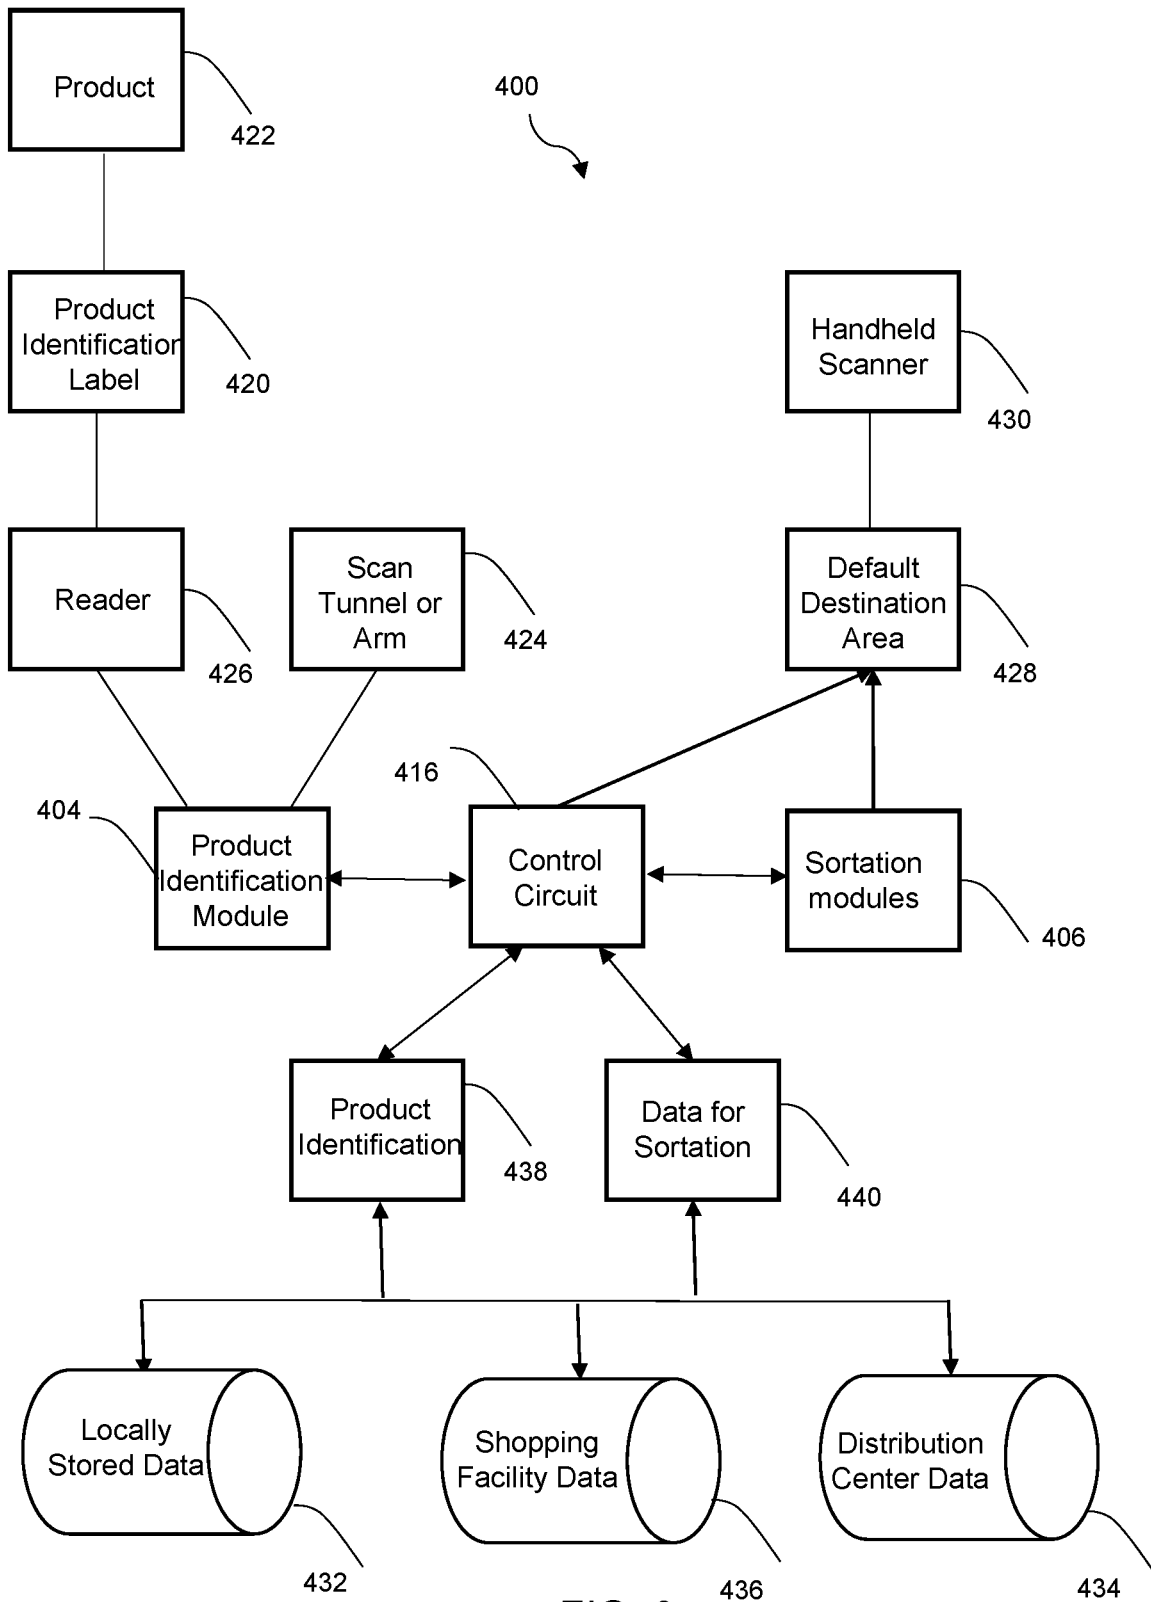 Product
422
400
Product
Identification
Label
420
Handheld
Scanner
430
Reader
426
Scan
Tunnel or
Arm
424
Default
Destination
Area
428
404
Product
Identification
Module
416
Control
Circuit
Sortation
modules
406
Product
Identification
438
Data for
Sortation
440
Locally
Stored Data
432
Shopping
Facility Data
436
Distribution
Center Data
434